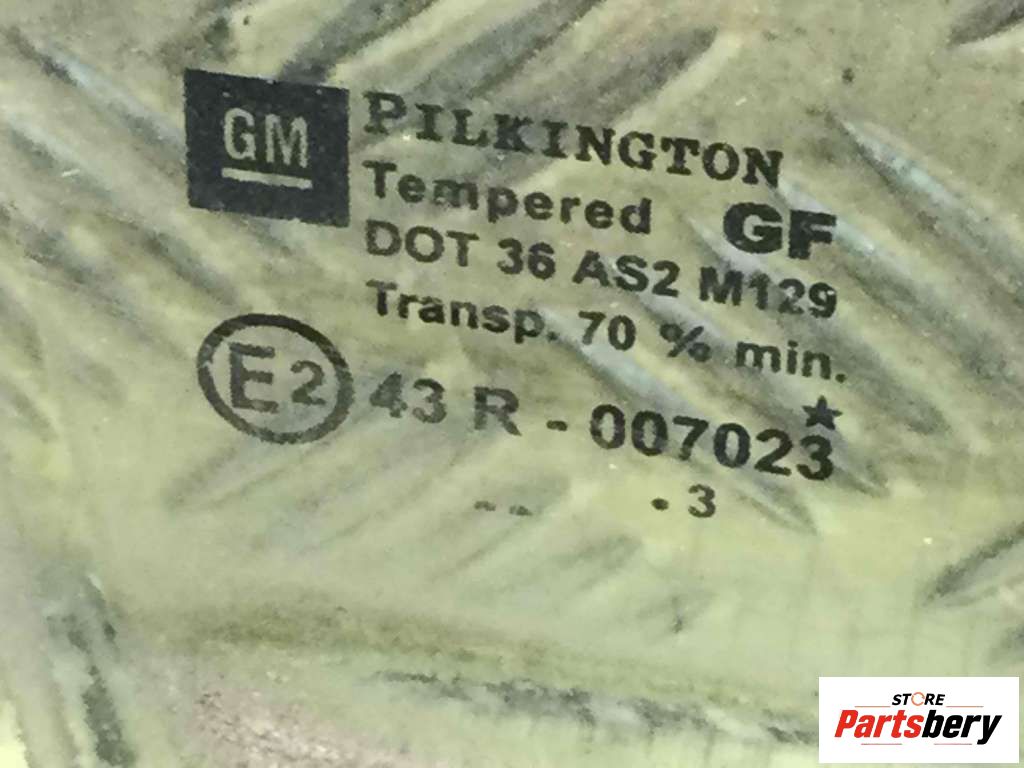 GM
PILKINGTON
Tempered GF
DOT 36 AS2 M129
Transp. 70 % min.
E2 43 R - 007023
-- . 3
STORE
Partsbery